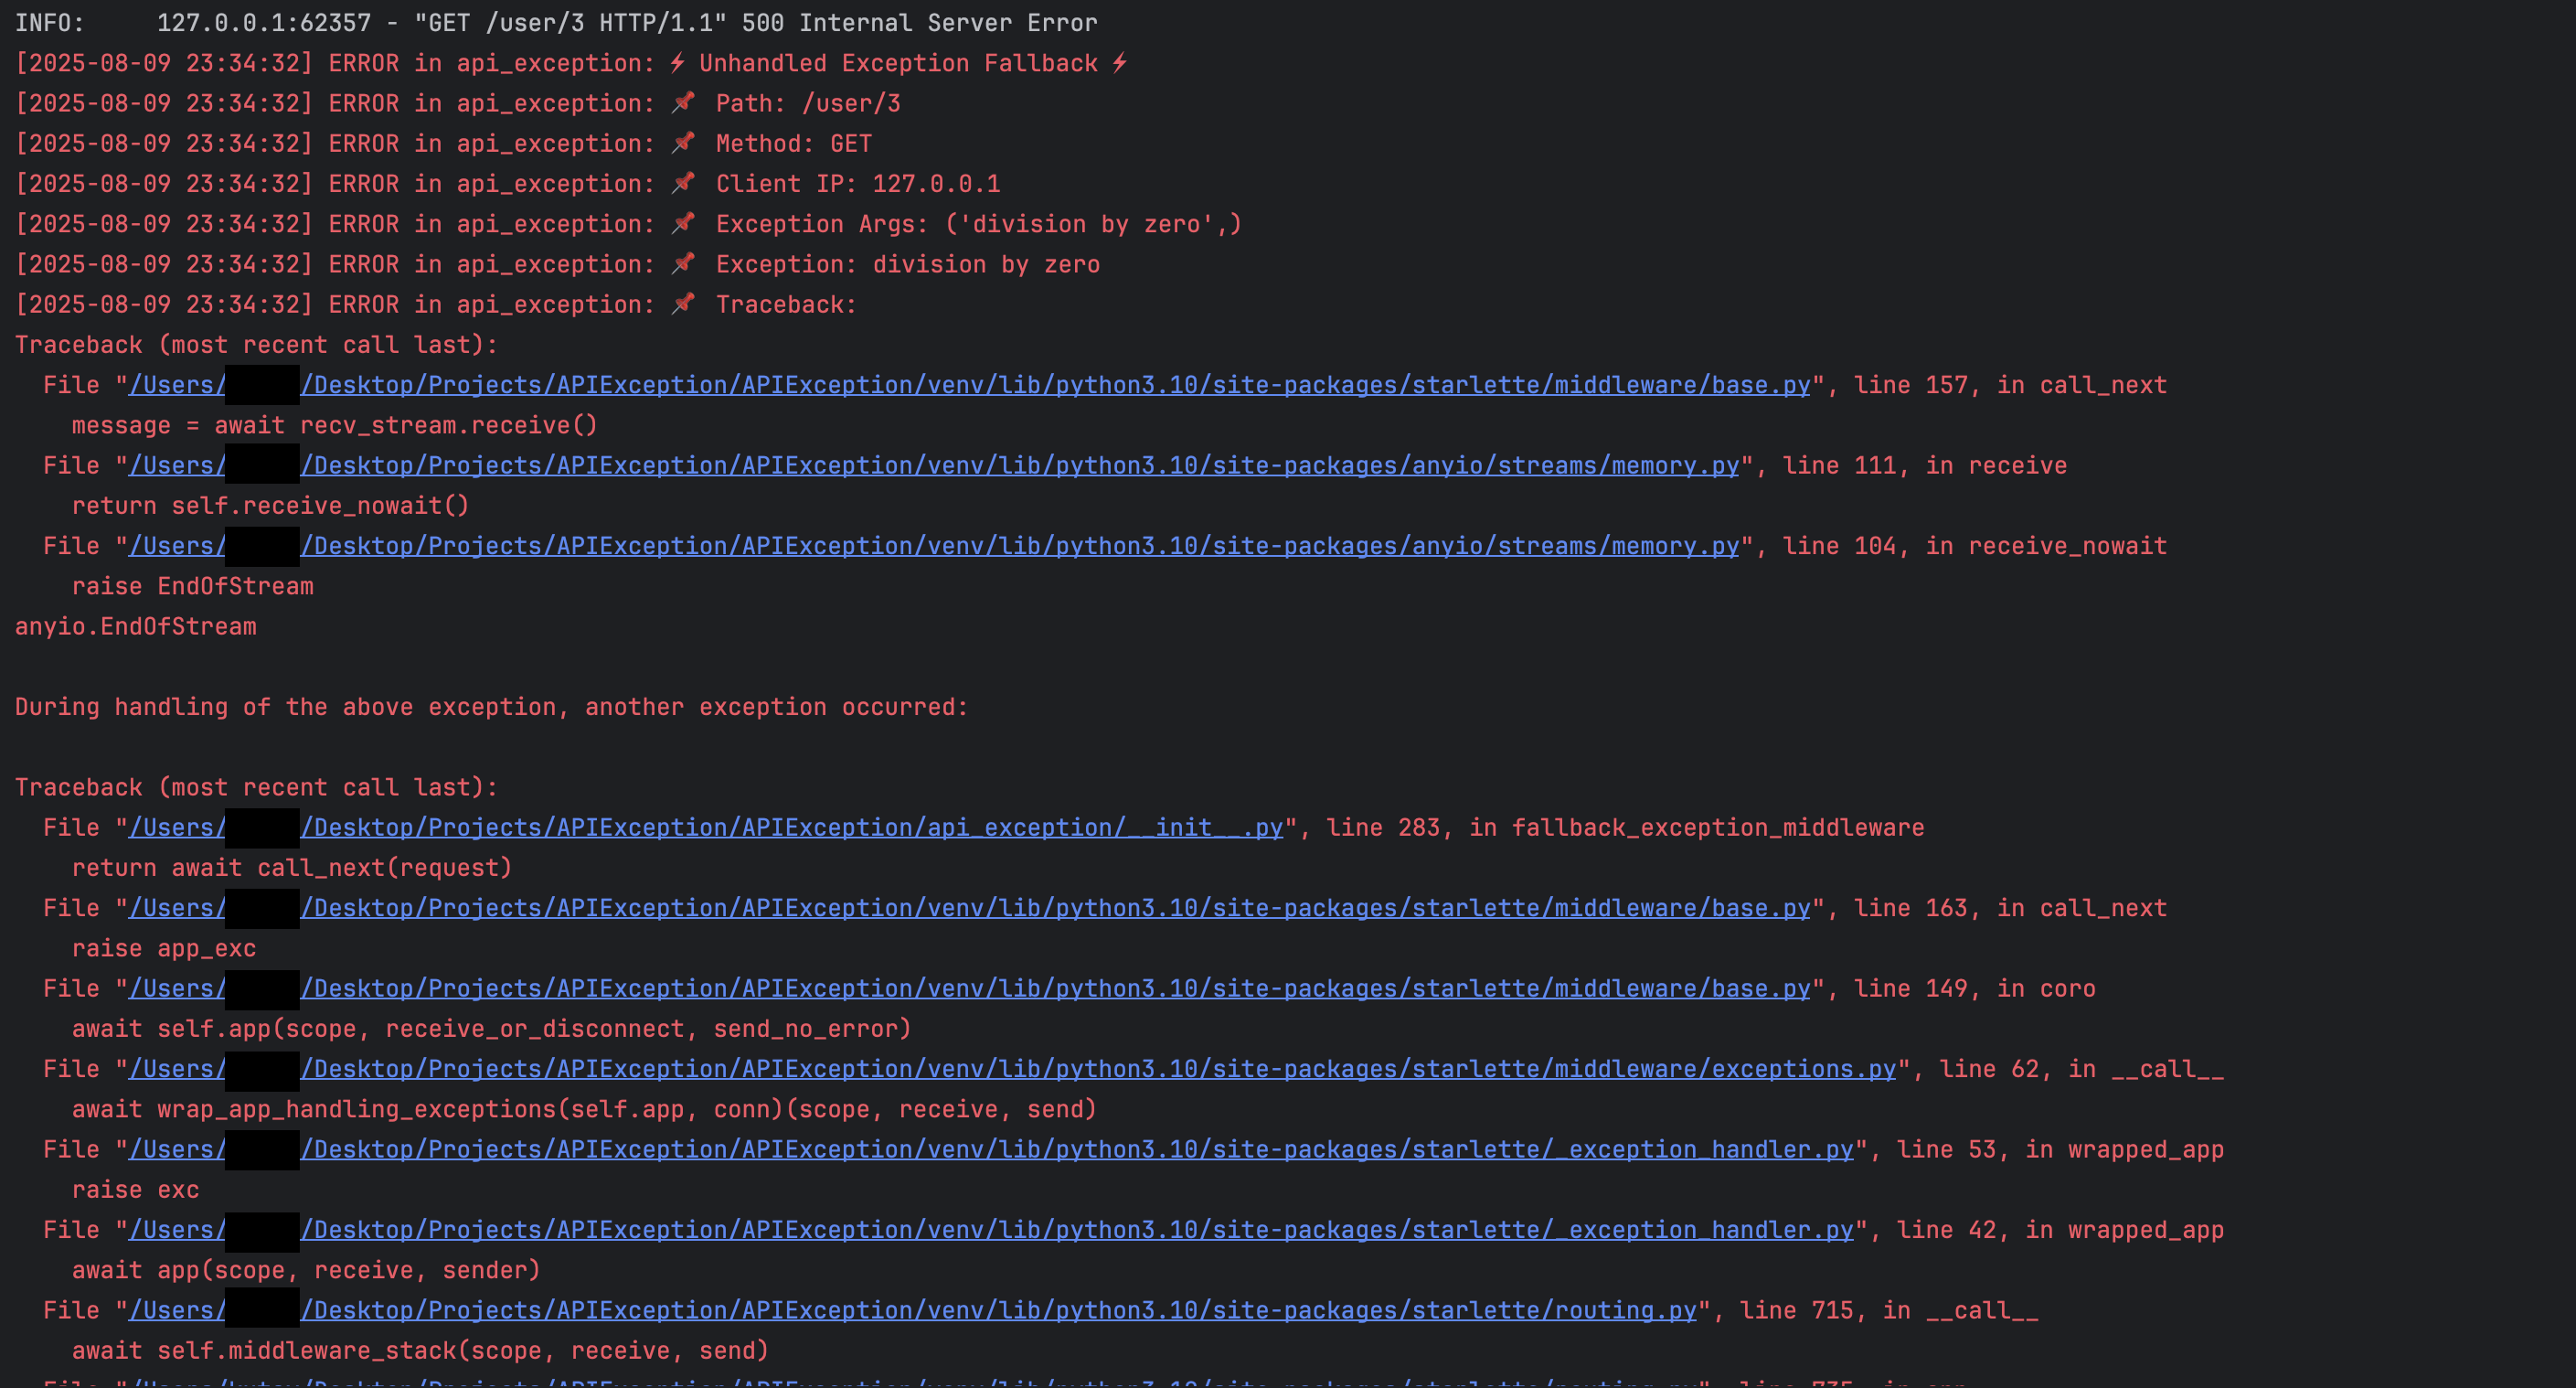 INFO:     127.0.0.1:62357 - "GET /user/3 HTTP/1.1" 500 Internal Server Error
[2025-08-09 23:34:32] ERROR in api_exception: ⚡ Unhandled Exception Fallback ⚡
[2025-08-09 23:34:32] ERROR in api_exception: 📌 Path: /user/3
[2025-08-09 23:34:32] ERROR in api_exception: 📌 Method: GET
[2025-08-09 23:34:32] ERROR in api_exception: 📌 Client IP: 127.0.0.1
[2025-08-09 23:34:32] ERROR in api_exception: 📌 Exception Args: ('division by zero',)
[2025-08-09 23:34:32] ERROR in api_exception: 📌 Exception: division by zero
[2025-08-09 23:34:32] ERROR in api_exception: 📌 Traceback:
Traceback (most recent call last):
  File "/Users/ /Desktop/Projects/APIException/APIException/venv/lib/python3.10/site-packages/starlette/middleware/base.py", line 157, in call_next
    message = await recv_stream.receive()
  File "/Users/ /Desktop/Projects/APIException/APIException/venv/lib/python3.10/site-packages/anyio/streams/memory.py", line 111, in receive
    return self.receive_nowait()
  File "/Users/ /Desktop/Projects/APIException/APIException/venv/lib/python3.10/site-packages/anyio/streams/memory.py", line 104, in receive_nowait
    raise EndOfStream
anyio.EndOfStream
During handling of the above exception, another exception occurred:
Traceback (most recent call last):
  File "/Users/ /Desktop/Projects/APIException/APIException/api_exception/__init__.py", line 283, in fallback_exception_middleware
    return await call_next(request)
  File "/Users/ /Desktop/Projects/APIException/APIException/venv/lib/python3.10/site-packages/starlette/middleware/base.py", line 163, in call_next
    raise app_exc
  File "/Users/ /Desktop/Projects/APIException/APIException/venv/lib/python3.10/site-packages/starlette/middleware/base.py", line 149, in coro
    await self.app(scope, receive_or_disconnect, send_no_error)
  File "/Users/ /Desktop/Projects/APIException/APIException/venv/lib/python3.10/site-packages/starlette/middleware/exceptions.py", line 62, in __call__
    await wrap_app_handling_exceptions(self.app, conn)(scope, receive, send)
  File "/Users/ /Desktop/Projects/APIException/APIException/venv/lib/python3.10/site-packages/starlette/_exception_handler.py", line 53, in wrapped_app
    raise exc
  File "/Users/ /Desktop/Projects/APIException/APIException/venv/lib/python3.10/site-packages/starlette/_exception_handler.py", line 42, in wrapped_app
    await app(scope, receive, sender)
  File "/Users/ /Desktop/Projects/APIException/APIException/venv/lib/python3.10/site-packages/starlette/routing.py", line 715, in __call__
    await self.middleware_stack(scope, receive, send)